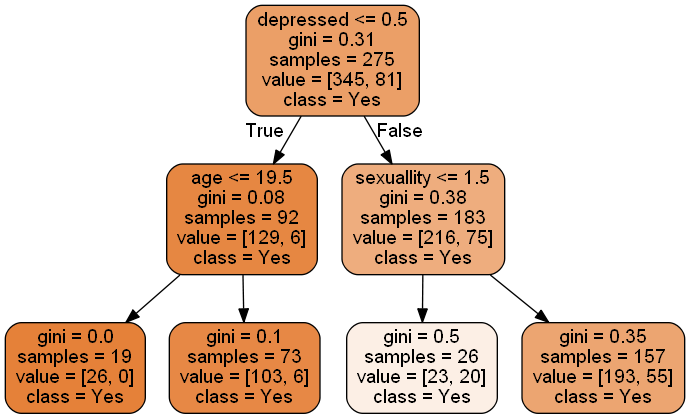 depressed <= 0.5
gini = 0.31
samples = 275
value = [345, 81]
class = Yes
True
False
age <= 19.5
gini = 0.08
samples = 92
value = [129, 6]
class = Yes
sexuallity <= 1.5
gini = 0.38
samples = 183
value = [216, 75]
class = Yes
gini = 0.0
samples = 19
value = [26, 0]
class = Yes
gini = 0.1
samples = 73
value = [103, 6]
class = Yes
gini = 0.5
samples = 26
value = [23, 20]
class = Yes
gini = 0.35
samples = 157
value = [193, 55]
class = Yes